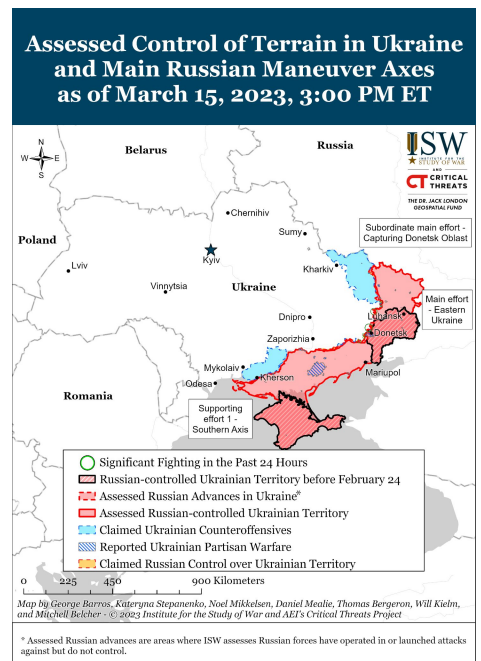 Assessed Control of Terrain in Ukraine
and Main Russian Maneuver Axes
as of March 15, 2023, 3:00 PM ET
N
W E
S
Belarus
Russia
ISW
INSTITUTE FOR THE
STUDY OF WAR
AND
CT CRITICAL
THREATS
THE DR. JACK LONDON
GEOSPATIAL FUND
Chernihiv
Subordinate main effort -
Capturing Donetsk Oblast
Sumy
Poland
Kyiv
Lviv
Kharkiv
Vinnytsia
Ukraine
Main effort
- Eastern
Ukraine
Dnipro
Luhansk
Donetsk
Zaporizhia
Mykolaiv
Mariupol
Kherson
Odesa
Romania
Supporting
effort 1 -
Southern Axis
Significant Fighting in the Past 24 Hours
Russian-controlled Ukrainian Territory before February 24
Assessed Russian Advances in Ukraine*
Assessed Russian-controlled Ukrainian Territory
Claimed Ukrainian Counteroffensives
Reported Ukrainian Partisan Warfare
Claimed Russian Control over Ukrainian Territory
0 225 450 900 Kilometers
Map by George Barros, Kateryna Stepanenko, Noel Mikkelsen, Daniel Mealie, Thomas Bergeron, Will Kielm,
and Mitchell Belcher - © 2023 Institute for the Study of War and AEI's Critical Threats Project
* Assessed Russian advances are areas where ISW assesses Russian forces have operated in or launched attacks
against but do not control.